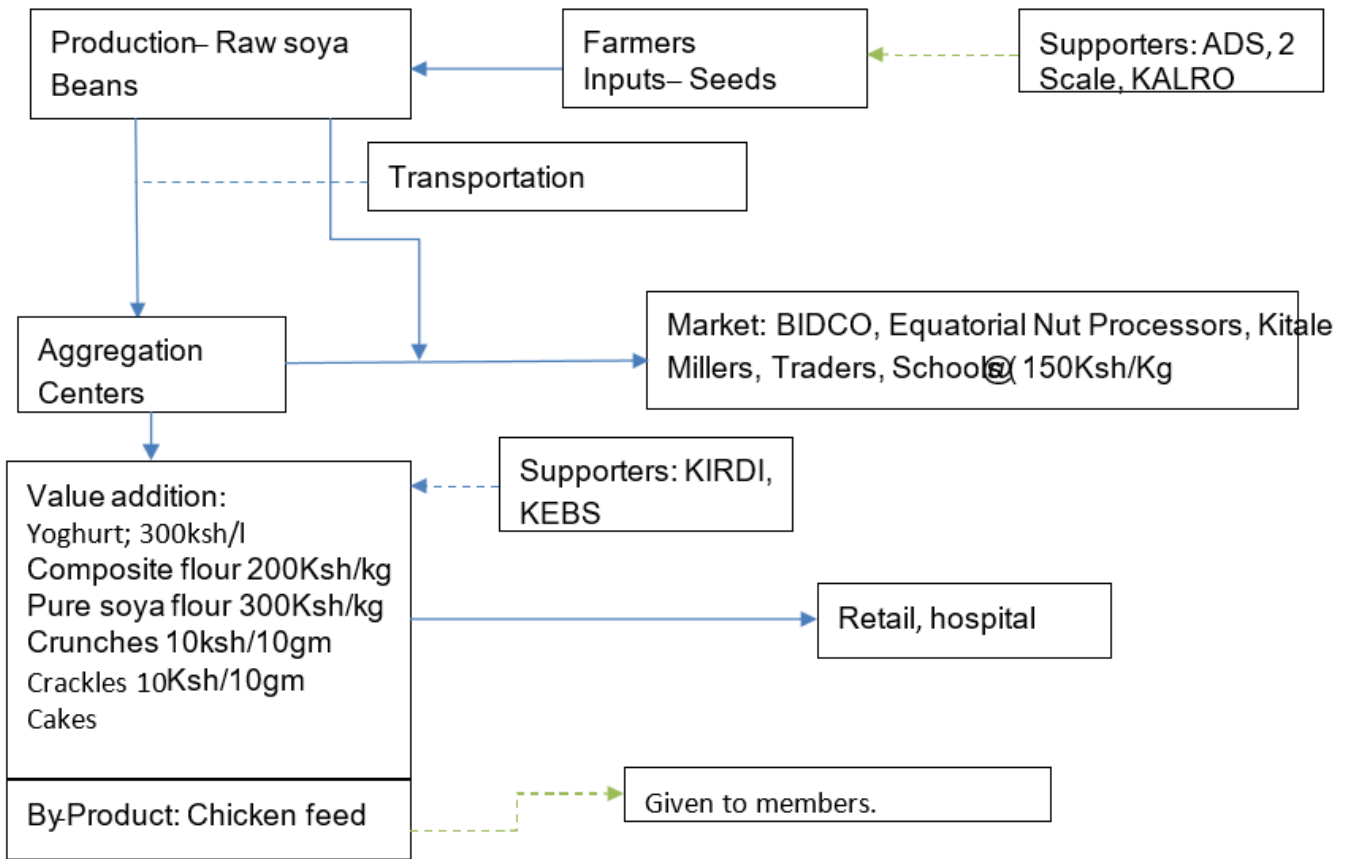 Production– Raw soya
Beans
Farmers
Inputs– Seeds
Supporters: ADS, 2
Scale, KALRO
Transportation
Aggregation
Centers
Market: BIDCO, Equatorial Nut Processors, Kitale
Millers, Traders, Schools(@ 150Ksh/Kg
Supporters: KIRDI,
KEBS
Value addition:
Yoghurt; 300ksh/l
Composite flour 200Ksh/kg
Pure soya flour 300Ksh/kg
Crunches 10ksh/10gm
Crackles 10Ksh/10gm
Cakes
Retail, hospital
By-Product: Chicken feed
Given to members.